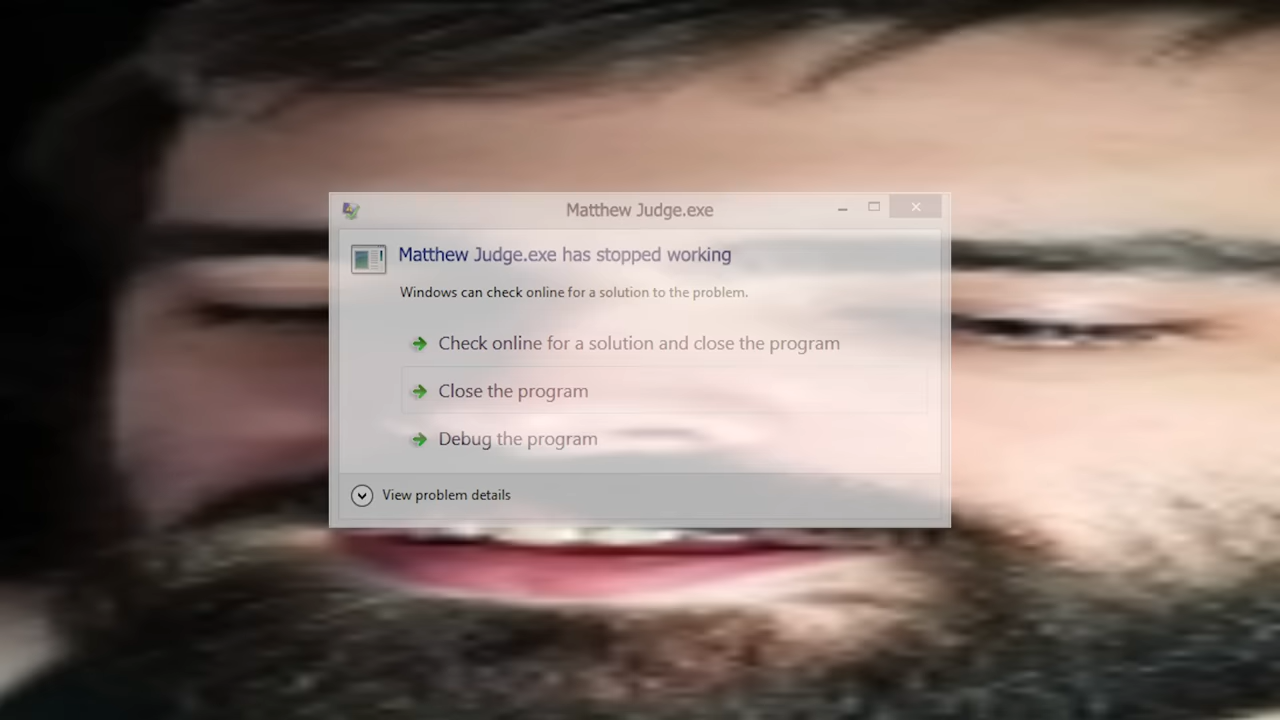 Matthew Judge.exe
Matthew Judge.exe has stopped working
Windows can check online for a solution to the problem.
Check online for a solution and close the program
Close the program
Debug the program
View problem details